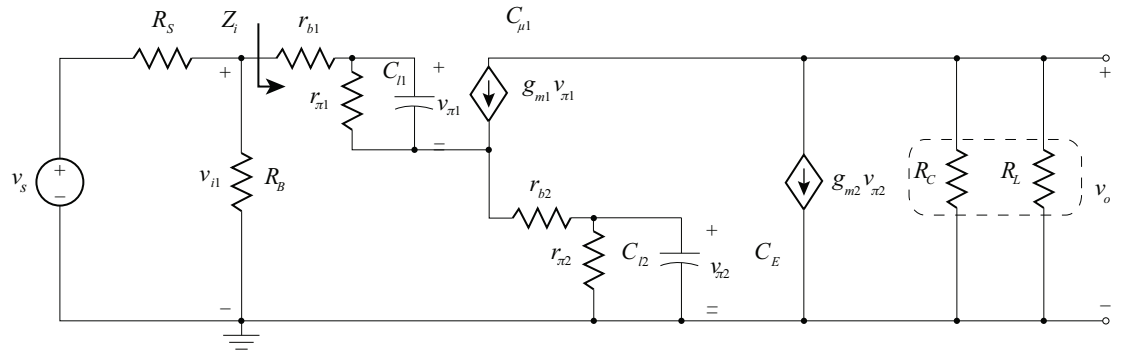 R_S
Z_i
r_b1
C_μ1
+
r_π1
C_l1
+
v_π1
=
g_m1 v_π1
v_s
+
−
v_i1
R_B
r_b2
r_π2
C_l2
+
v_π2
=
C_E
g_m2 v_π2
R_C
R_L
+
v_o
−
−